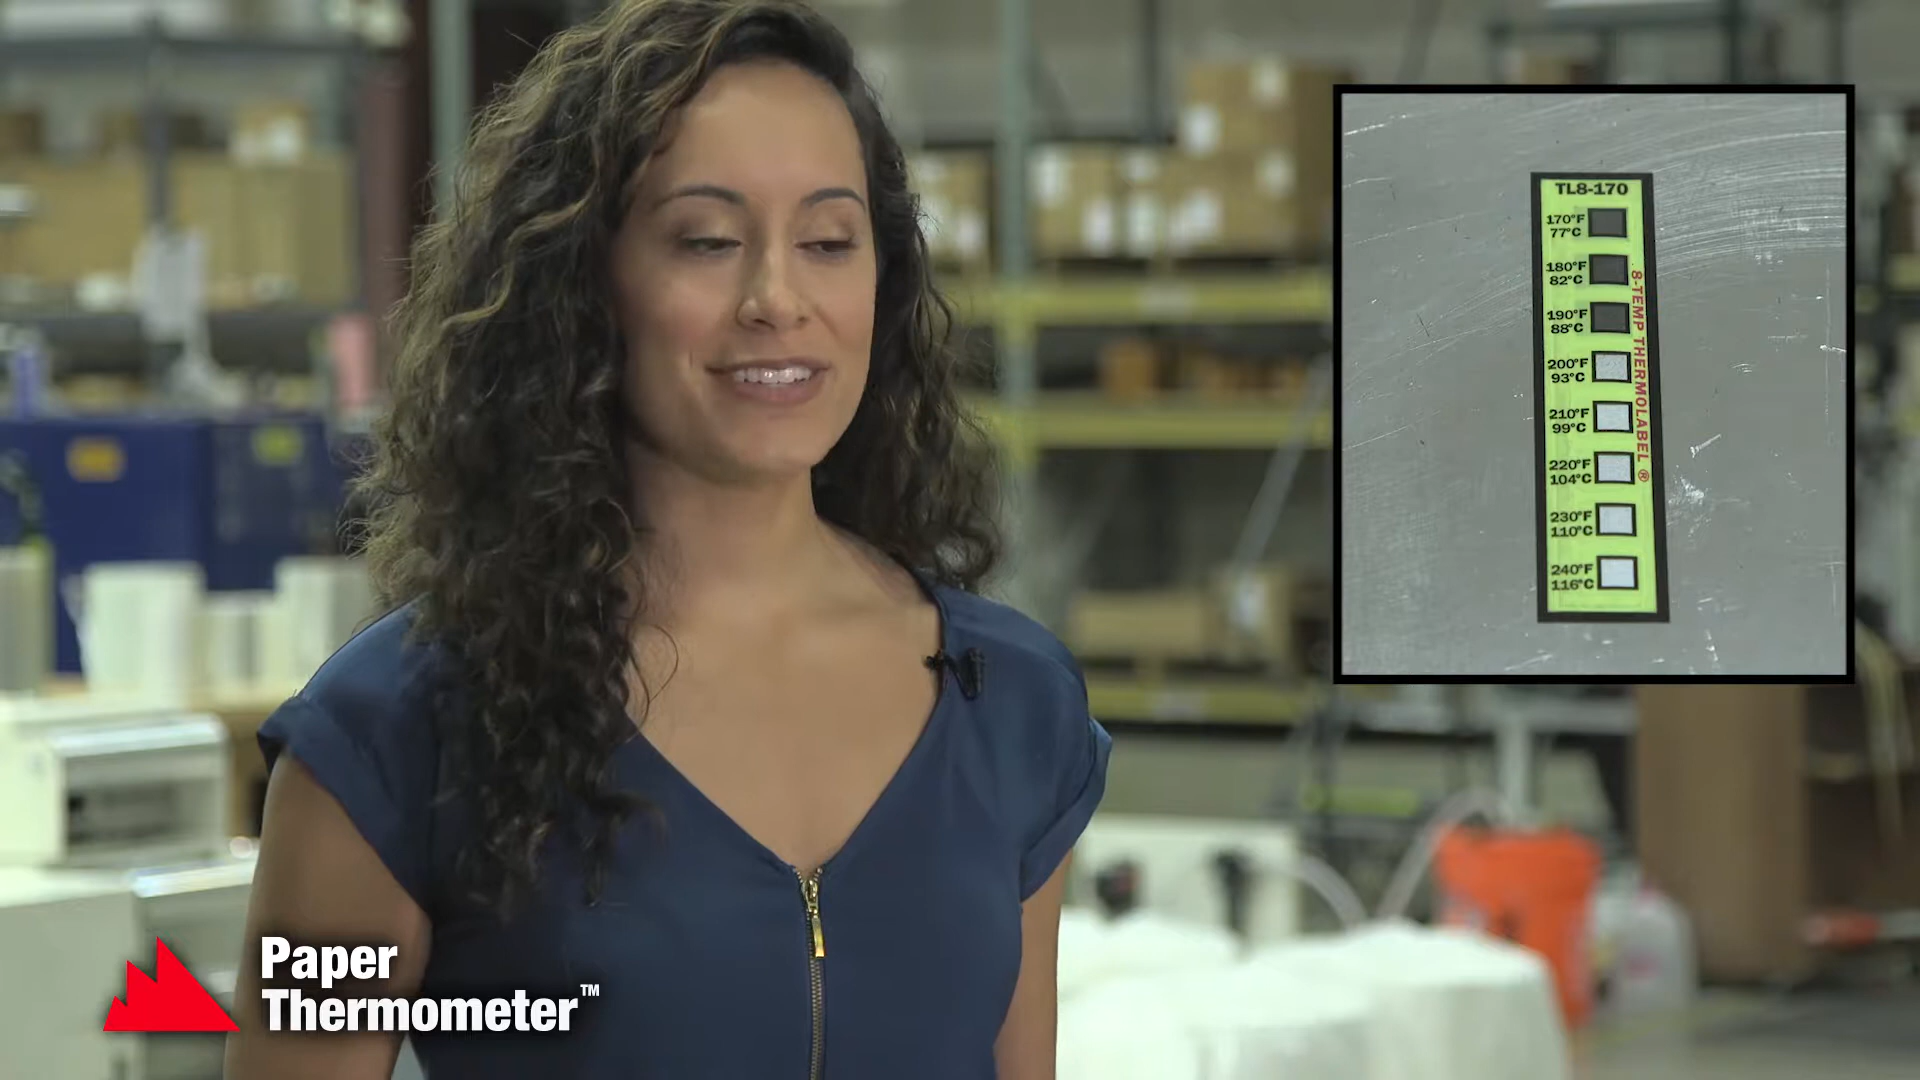 TL8-170
170°F
77°C
180°F
82°C
190°F
88°C
200°F
93°C
210°F
99°C
220°F
104°C
230°F
110°C
240°F
116°C
8-TEMP THERMOLABEL ®
Paper
Thermometer™